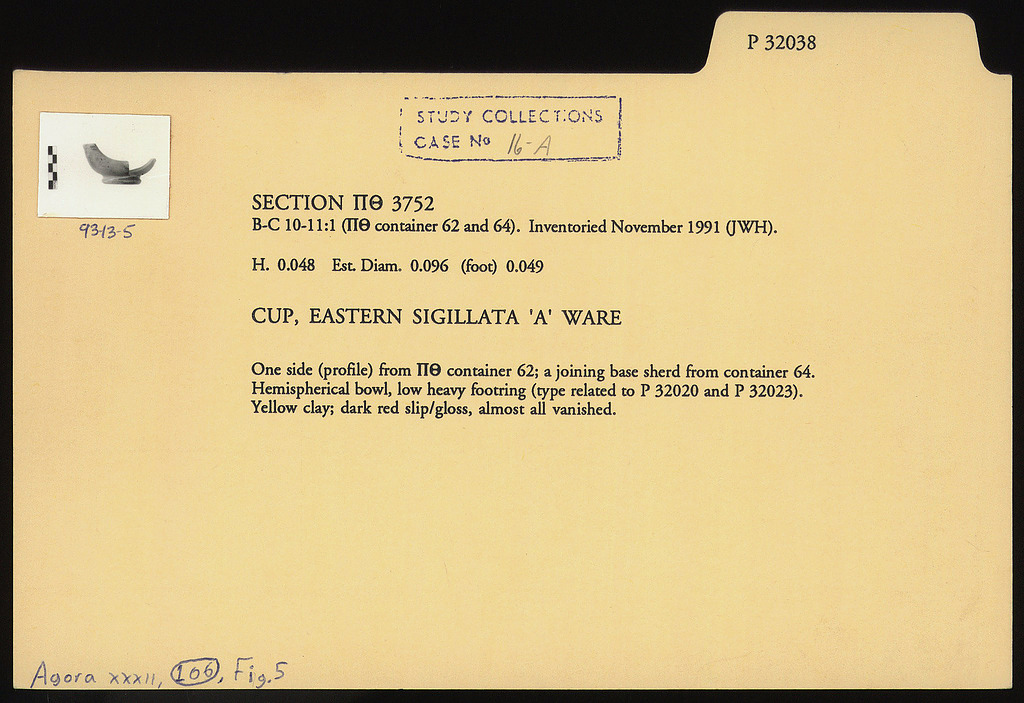 P 32038
STUDY COLLECTIONS
CASE No 16-A
93-13-5
SECTION ΠΘ 3752
B-C 10-11:1 (ΠΘ container 62 and 64). Inventoried November 1991 (JWH).
H. 0.048 Est. Diam. 0.096 (foot) 0.049
CUP, EASTERN SIGILLATA 'A' WARE
One side (profile) from ΠΘ container 62; a joining base sherd from container 64.
Hemispherical bowl, low heavy footring (type related to P 32020 and P 32023).
Yellow clay; dark red slip/gloss, almost all vanished.
Agora XXXII, 106, Fig. 5